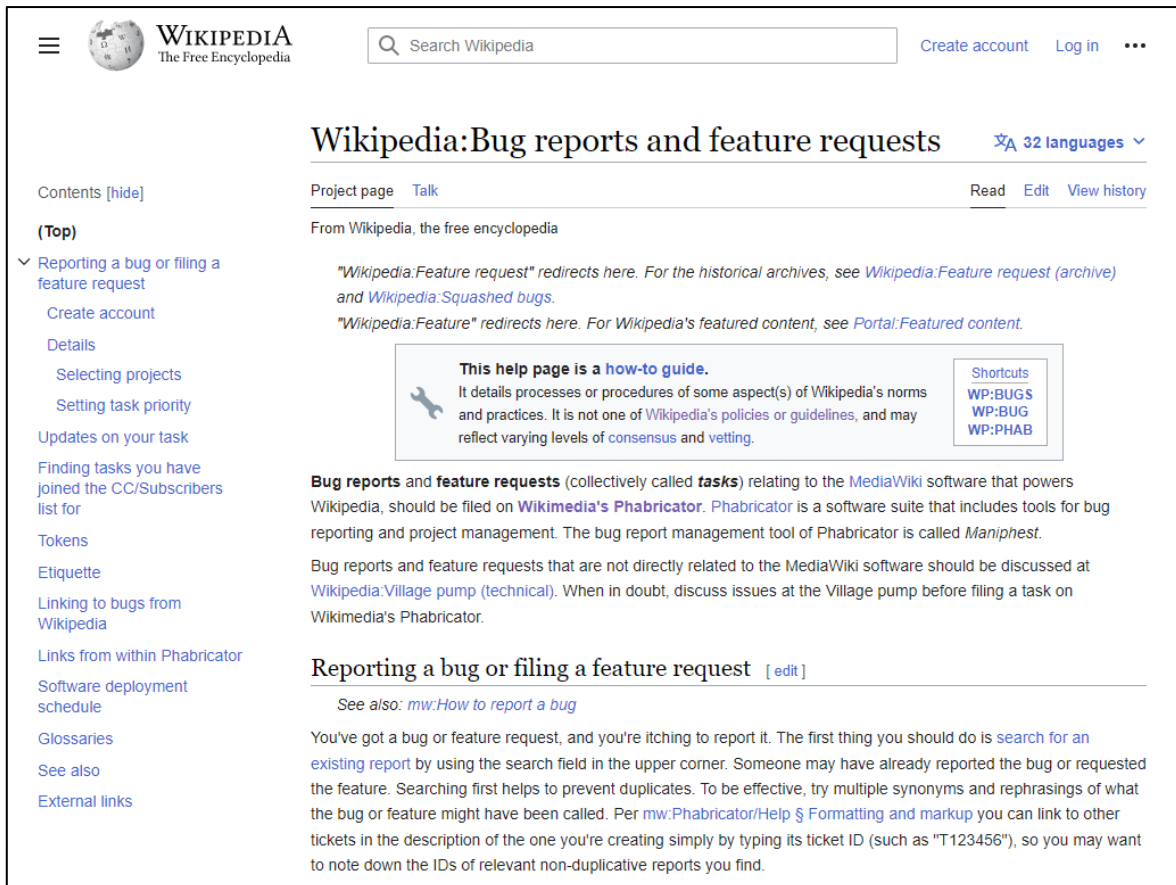 WIKIPEDIA
The Free Encyclopedia
Search Wikipedia
Create account Log in •••
Wikipedia:Bug reports and feature requests
32 languages
Contents [hide]
(Top)
Reporting a bug or filing a
feature request
Create account
Details
Selecting projects
Setting task priority
Updates on your task
Finding tasks you have
joined the CC/Subscribers
list for
Tokens
Etiquette
Linking to bugs from
Wikipedia
Links from within Phabricator
Software deployment
schedule
Glossaries
See also
External links
Project page Talk Read Edit View history
From Wikipedia, the free encyclopedia
"Wikipedia:Feature request" redirects here. For the historical archives, see Wikipedia:Feature request (archive)
and Wikipedia:Squashed bugs.
"Wikipedia:Feature" redirects here. For Wikipedia's featured content, see Portal:Featured content.
This help page is a how-to guide.
It details processes or procedures of some aspect(s) of Wikipedia's norms
and practices. It is not one of Wikipedia's policies or guidelines, and may
reflect varying levels of consensus and vetting.
Shortcuts
WP:BUGS
WP:BUG
WP:PHAB
Bug reports and feature requests (collectively called tasks) relating to the MediaWiki software that powers
Wikipedia, should be filed on Wikimedia's Phabricator. Phabricator is a software suite that includes tools for bug
reporting and project management. The bug report management tool of Phabricator is called Maniphest.
Bug reports and feature requests that are not directly related to the MediaWiki software should be discussed at
Wikipedia:Village pump (technical). When in doubt, discuss issues at the Village pump before filing a task on
Wikimedia's Phabricator.
Reporting a bug or filing a feature request [ edit ]
See also: mw:How to report a bug
You've got a bug or feature request, and you're itching to report it. The first thing you should do is search for an
existing report by using the search field in the upper corner. Someone may have already reported the bug or requested
the feature. Searching first helps to prevent duplicates. To be effective, try multiple synonyms and rephrasings of what
the bug or feature might have been called. Per mw:Phabricator/Help § Formatting and markup you can link to other
tickets in the description of the one you're creating simply by typing its ticket ID (such as "T123456"), so you may want
to note down the IDs of relevant non-duplicative reports you find.